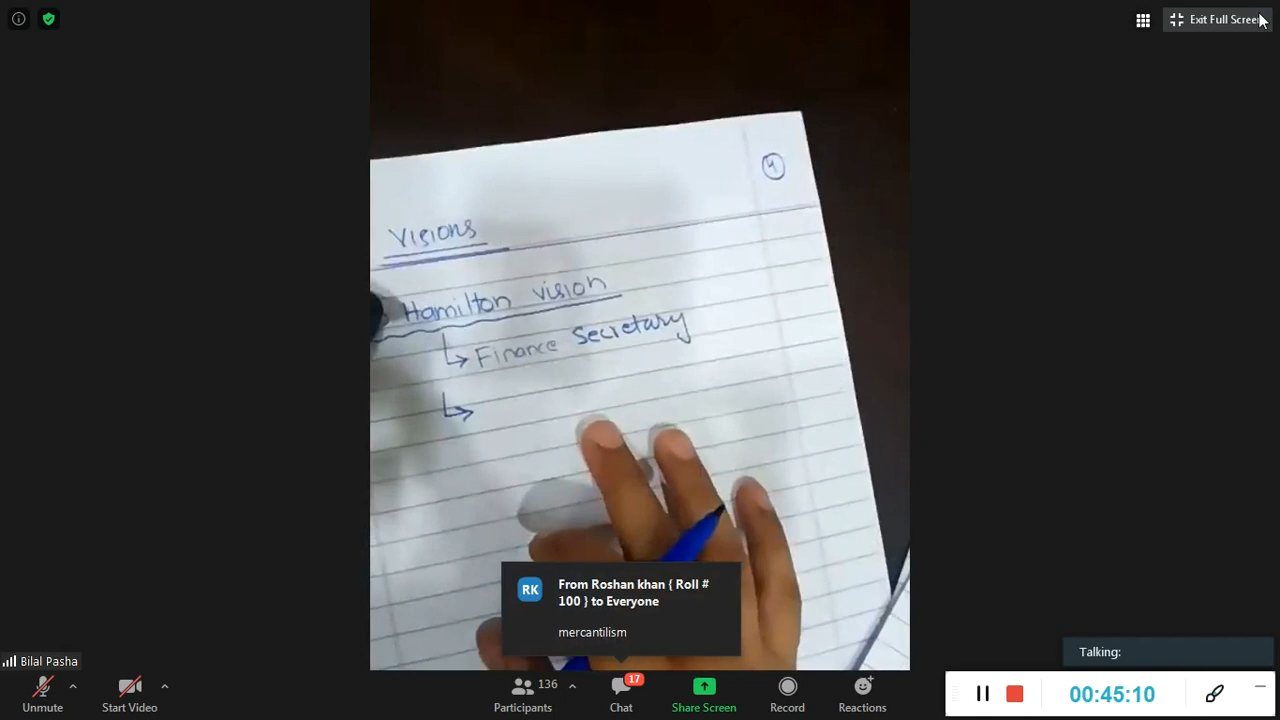 Exit Full Screen
4
Visions
Hamilton vision
↳ Finance Secretary
↳
From Roshan khan { Roll #
100 } to Everyone
RK
mercantilism
Talking:
Bilal Pasha
136
17
Unmute
Start Video
Participants
Chat
Share Screen
Record
Reactions
00:45:10